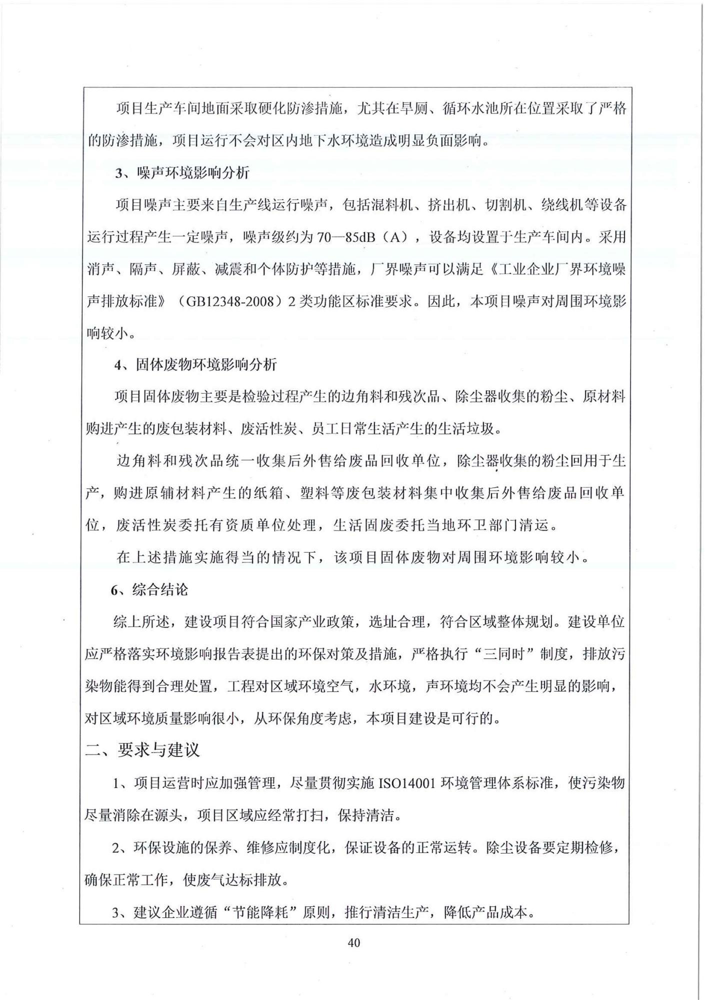 项目生产车间地面采取硬化防渗措施，尤其在旱厕、循环水池所在位置采取了严格
的防渗措施，项目运行不会对区内地下水环境造成明显负面影响。
3、噪声环境影响分析
项目噪声主要来自生产线运行噪声，包括混料机、挤出机、切割机、绕线机等设备
运行过程产生一定噪声，噪声级约为 70—85dB（A），设备均设置于生产车间内。采用
消声、隔声、屏蔽、减震和个体防护等措施，厂界噪声可以满足《工业企业厂界环境噪
声排放标准》（GB12348-2008）2 类功能区标准要求。因此，本项目噪声对周围环境影
响较小。
4、固体废物环境影响分析
项目固体废物主要是检验过程产生的边角料和残次品、除尘器收集的粉尘、原材料
购进产生的废包装材料、废活性炭、员工日常生活产生的生活垃圾。
边角料和残次品统一收集后外售给废品回收单位，除尘器收集的粉尘回用于生
产，购进原辅材料产生的纸箱、塑料等废包装材料集中收集后外售给废品回收单
位，废活性炭委托有资质单位处理，生活固废委托当地环卫部门清运。
在上述措施实施得当的情况下，该项目固体废物对周围环境影响较小。
6、综合结论
综上所述，建设项目符合国家产业政策，选址合理，符合区域整体规划。建设单位
应严格落实环境影响报告表提出的环保对策及措施，严格执行“三同时”制度，排放污
染物能得到合理处置，工程对区域环境空气，水环境，声环境均不会产生明显的影响，
对区域环境质量影响很小，从环保角度考虑，本项目建设是可行的。
二、要求与建议
1、项目运营时应加强管理，尽量贯彻实施 ISO14001 环境管理体系标准，使污染物
尽量消除在源头，项目区域应经常打扫，保持清洁。
2、环保设施的保养、维修应制度化，保证设备的正常运转。除尘设备要定期检修，
确保正常工作，使废气达标排放。
3、建议企业遵循“节能降耗”原则，推行清洁生产，降低产品成本。
40